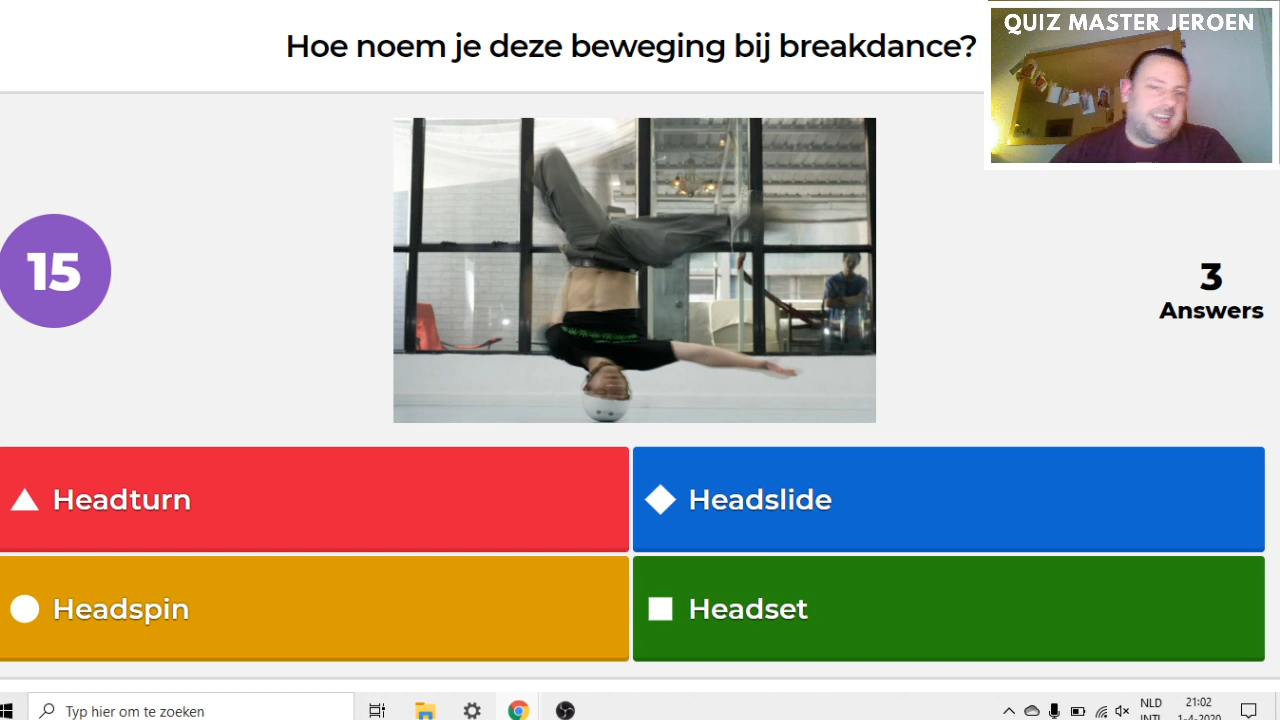 Hoe noem je deze beweging bij breakdance?
QUIZ MASTER JEROEN
15
3
Answers
Headturn
Headslide
Headspin
Headset
Typ hier om te zoeken
NLD
21:02
INTL
1-4-2020